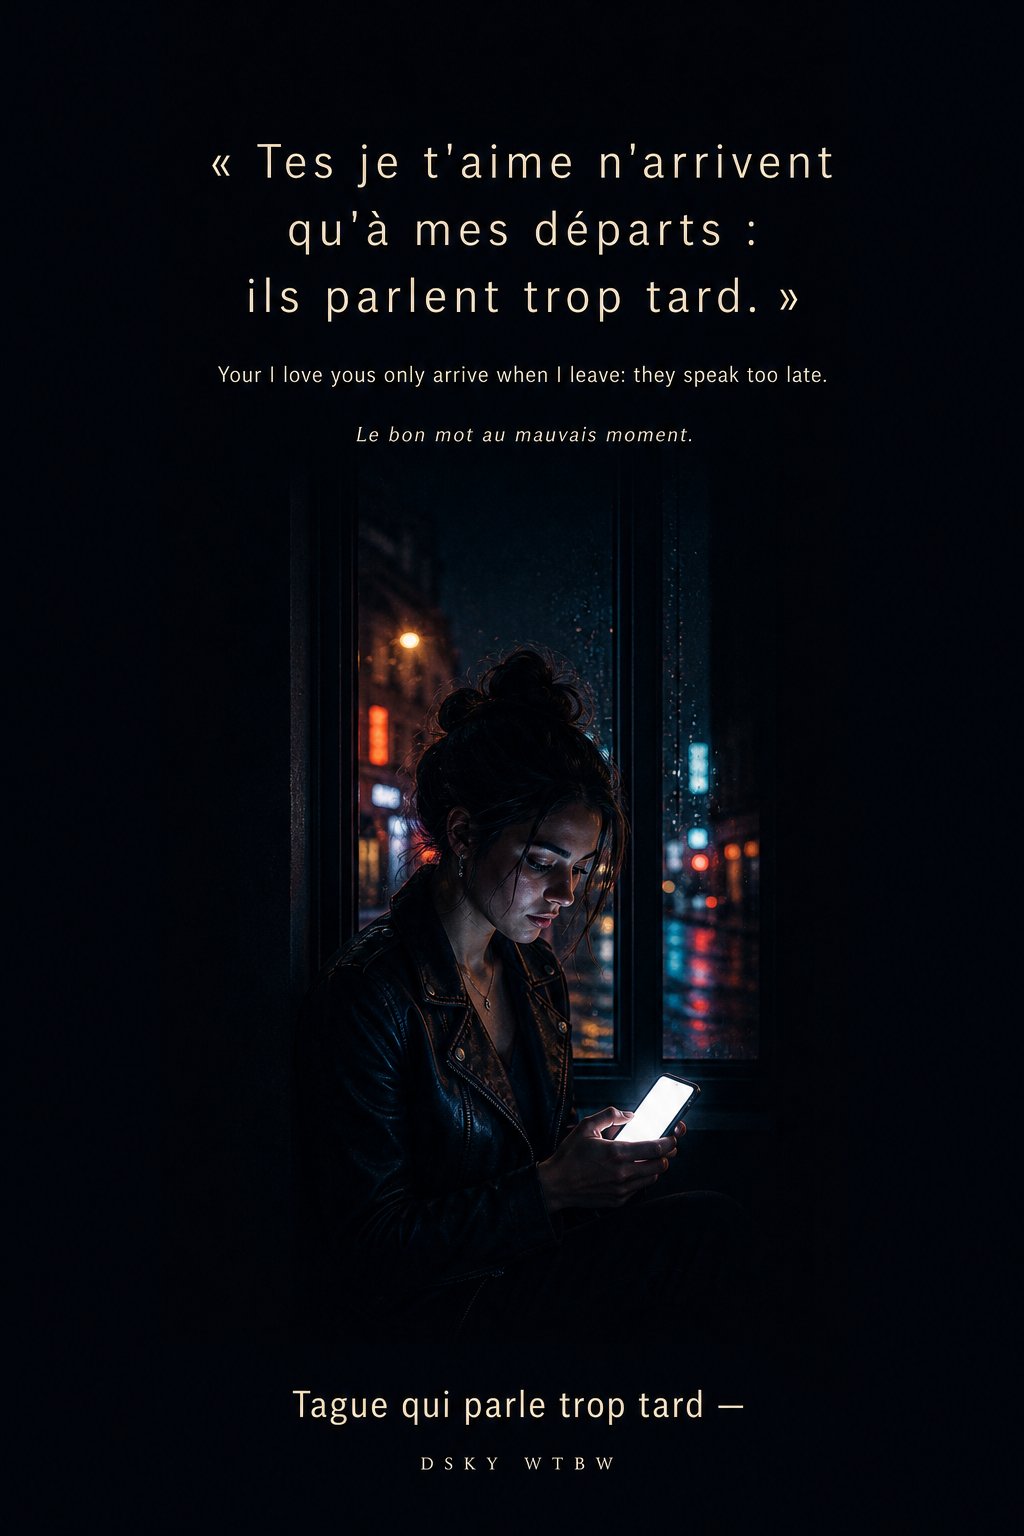 « Tes je t'aime n'arrivent
qu'à mes départs :
ils parlent trop tard. »
Your I love yous only arrive when I leave: they speak too late.
Le bon mot au mauvais moment.
Tague qui parle trop tard —
DSKY WTBW